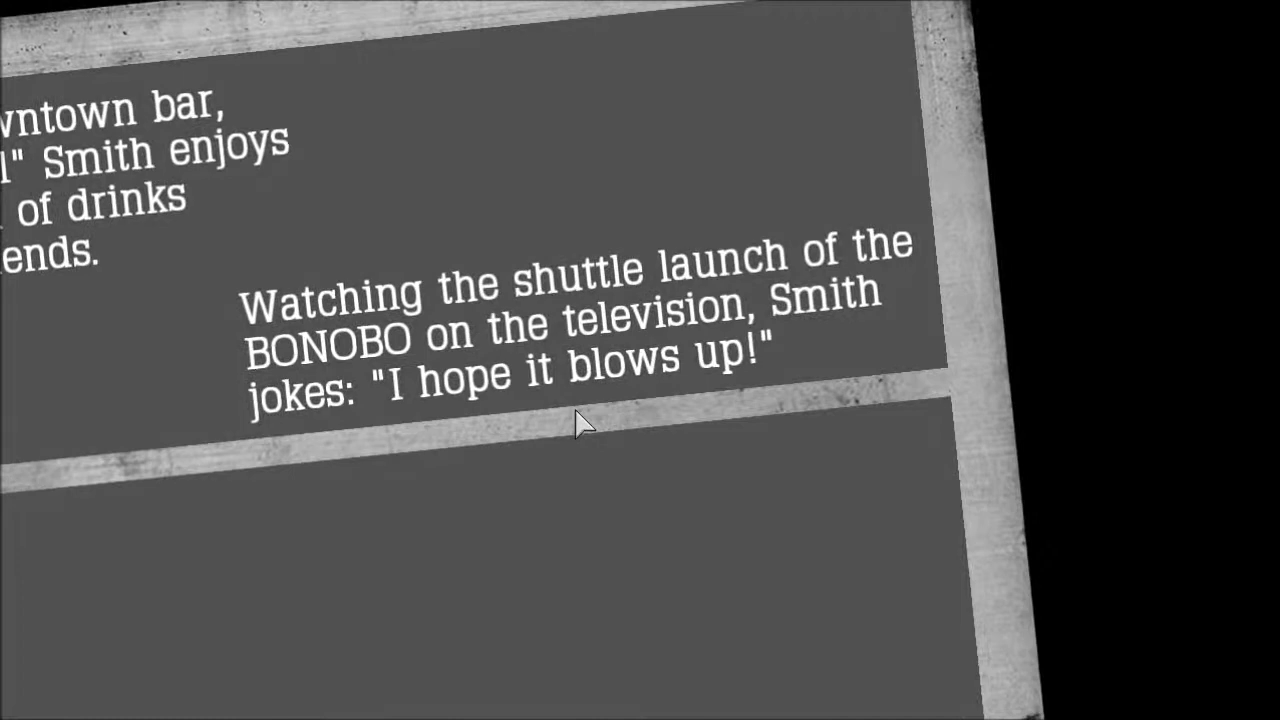 wntown bar,
l" Smith enjoys
of drinks
ends.
Watching the shuttle launch of the
BONOBO on the television, Smith
jokes: "I hope it blows up!"